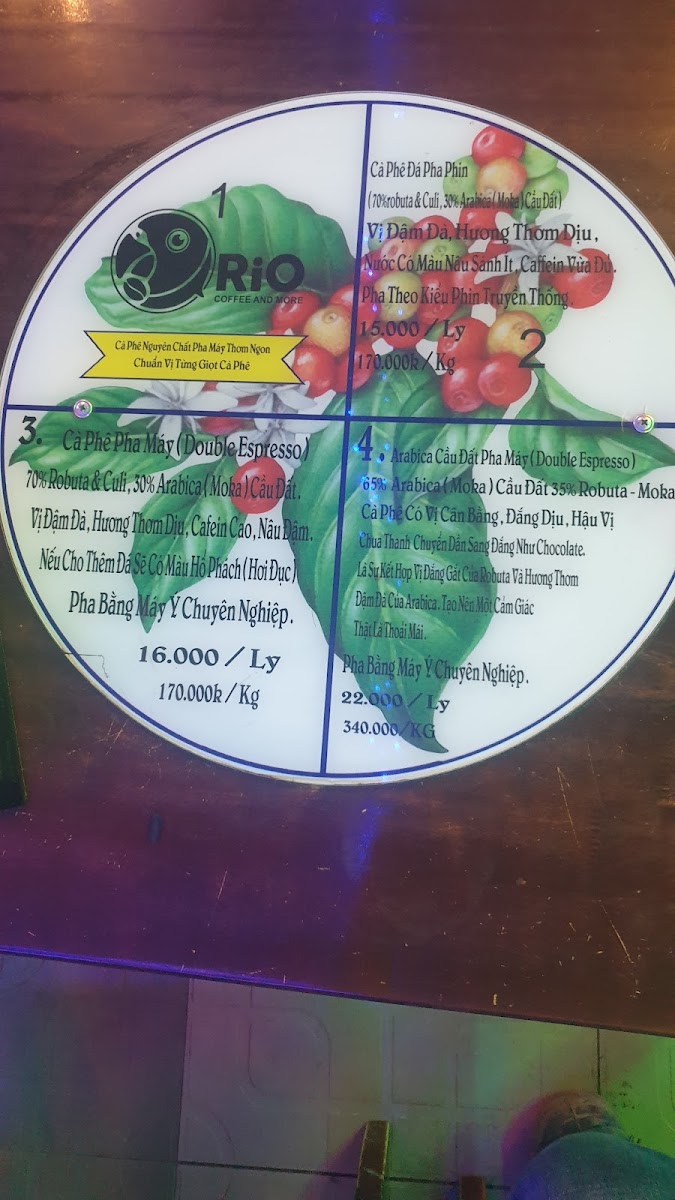 1
RiO
COFFEE AND MORE
Cà Phê Nguyên Chất Pha Máy Thơm Ngon
Chuẩn Vị Từng Giọt Cà Phê
Cà Phê Đá Pha Phin
(70%robuta & Culi, 30% Arabica ( Moka ) Cầu Đất)
Vị Đậm Đà, Hương Thơm Dịu,
Nước Có Màu Nâu Sánh Ít, Caffein Vừa Đủ.
Pha Theo Kiểu Phin Truyền Thống
15.000 / Ly
170.000k / Kg
2
3.
Cà Phê Pha Máy ( Double Espresso )
70% Robuta & Culi, 30% Arabica ( Moka ) Cầu Đất.
Vị Đậm Đà, Hương Thơm Dịu, Cafein Cao, Nâu Đậm.
Nếu Cho Thêm Đá Sẽ Có Màu Hổ Phách ( Hơi Đục )
Pha Bằng Máy Ý Chuyên Nghiệp.
16.000 / Ly
170.000k / Kg
4. Arabica Cầu Đất Pha Máy ( Double Espresso )
65% Arabica ( Moka ) Cầu Đất 35% Robuta - Moka
Cà Phê Có Vị Cân Bằng, Đắng Dịu, Hậu Vị
Chua Thanh Chuyển Dần Sang Đắng Như Chocolate.
Là Sự Kết Hợp Vị Đắng Gắt Của Robuta Và Hương Thơm
Đậm Đà Của Arabica. Tạo Nên Một Cảm Giác
Thật Là Thoải Mái.
Pha Bằng Máy Ý Chuyên Nghiệp.
22.000 / Ly
340.000/KG